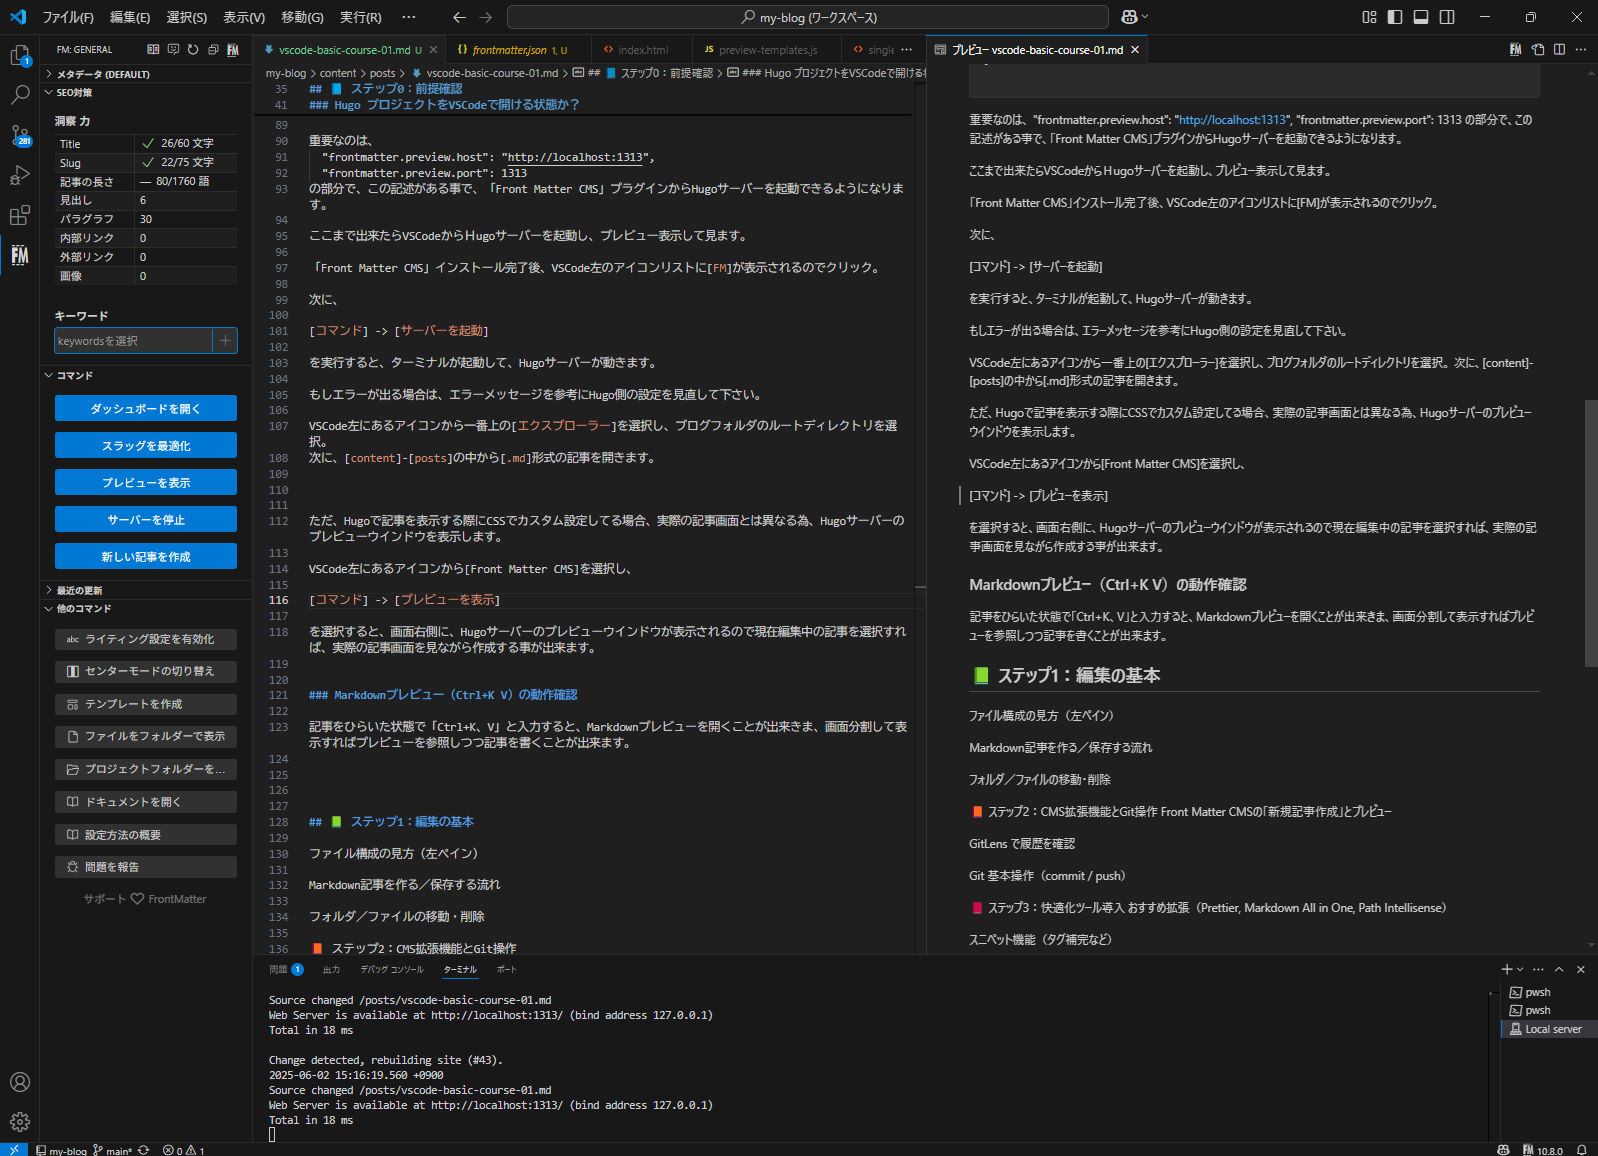 ファイル(F) 編集(E) 選択(S) 表示(V) 移動(G) 実行(R) … my-blog (ワークスペース)
FM: GENERAL
メタデータ (DEFAULT)
SEO対策
洞察 力
Title 26/60 文字
Slug 22/75 文字
記事の長さ — 80/1760 語
見出し 6
パラグラフ 30
内部リンク 0
外部リンク 0
画像 0
キーワード
keywordsを選択
コマンド
ダッシュボードを開く
スラッグを最適化
プレビューを表示
サーバーを停止
新しい記事を作成
最近の更新
他のコマンド
abc ライティング設定を有効化
センターモードの切り替え
テンプレートを作成
ファイルをフォルダーで表示
プロジェクトフォルダーを...
ドキュメントを開く
設定方法の概要
問題を報告
サポート FrontMatter
vscode-basic-course-01.md U frontmatter.json 1, U index.html preview-templates.js single
my-blog > content > posts > vscode-basic-course-01.md > ## 📘 ステップ0：前提確認 > ### Hugo プロジェクトをVSCodeで開ける状
35 ## 📘 ステップ0：前提確認
41 ### Hugo プロジェクトをVSCodeで開ける状態か？
89
90 重要なのは、
91 "frontmatter.preview.host": "http://localhost:1313",
92 "frontmatter.preview.port": 1313
93 の部分で、この記述がある事で、「Front Matter CMS」プラグインからHugoサーバーを起動できるようになりま
す。
94
95 ここまで出来たらVSCodeからＨugoサーバーを起動し、プレビュー表示して見ます。
96
97 「Front Matter CMS」インストール完了後、VSCode左のアイコンリストに[FM]が表示されるのでクリック。
98
99 次に、
100
101 [コマンド] -> [サーバーを起動]
102
103 を実行すると、ターミナルが起動して、Hugoサーバーが動きます。
104
105 もしエラーが出る場合は、エラーメッセージを参考にHugo側の設定を見直して下さい。
106
107 VSCode左にあるアイコンから一番上の[エクスプローラー]を選択し、ブログフォルダのルートディレクトリを選
択。
108 次に、[content]-[posts]の中から[.md]形式の記事を開きます。
109
110
111
112 ただ、Hugoで記事を表示する際にCSSでカスタム設定してる場合、実際の記事画面とは異なる為、Hugoサーバーの
プレビューウインドウを表示します。
113
114 VSCode左にあるアイコンから[Front Matter CMS]を選択し、
115
116 [コマンド] -> [プレビューを表示]
117
118 を選択すると、画面右側に、Hugoサーバーのプレビューウインドウが表示されるので現在編集中の記事を選択すれ
ば、実際の記事画面を見ながら作成する事が出来ます。
119
120
121 ### Markdownプレビュー（Ctrl+K V）の動作確認
122
123 記事をひらいた状態で「Ctrl+K、V」と入力すると、Markdownプレビューを開くことが出来きま、画面分割して表
示すればプレビューを参照しつつ記事を書くことが出来ます。
124
125
126
127
128 ## 📗 ステップ1：編集の基本
129
130 ファイル構成の見方（左ペイン）
131
132 Markdown記事を作る／保存する流れ
133
134 フォルダ／ファイルの移動・削除
135
136 📙 ステップ2：CMS拡張機能とGit操作
プレビュー vscode-basic-course-01.md
重要なのは、"frontmatter.preview.host": "http://localhost:1313", "frontmatter.preview.port": 1313 の部分で、この
記述がある事で、「Front Matter CMS」プラグインからHugoサーバーを起動できるようになります。
ここまで出来たらVSCodeからＨugoサーバーを起動し、プレビュー表示して見ます。
「Front Matter CMS」インストール完了後、VSCode左のアイコンリストに[FM]が表示されるのでクリック。
次に、
[コマンド] -> [サーバーを起動]
を実行すると、ターミナルが起動して、Hugoサーバーが動きます。
もしエラーが出る場合は、エラーメッセージを参考にHugo側の設定を見直して下さい。
VSCode左にあるアイコンから一番上の[エクスプローラー]を選択し、ブログフォルダのルートディレクトリを選択。 次に、[content]-
[posts]の中から[.md]形式の記事を開きます。
ただ、Hugoで記事を表示する際にCSSでカスタム設定してる場合、実際の記事画面とは異なる為、Hugoサーバーのプレビュー
ウインドウを表示します。
VSCode左にあるアイコンから[Front Matter CMS]を選択し、
[コマンド] -> [プレビューを表示]
を選択すると、画面右側に、Hugoサーバーのプレビューウインドウが表示されるので現在編集中の記事を選択すれば、実際の記
事画面を見ながら作成する事が出来ます。
Markdownプレビュー（Ctrl+K V）の動作確認
記事をひらいた状態で「Ctrl+K、V」と入力すると、Markdownプレビューを開くことが出来きま、画面分割して表示すればプレビ
ューを参照しつつ記事を書くことが出来ます。
📗 ステップ1：編集の基本
ファイル構成の見方（左ペイン）
Markdown記事を作る／保存する流れ
フォルダ／ファイルの移動・削除
📙 ステップ2：CMS拡張機能とGit操作 Front Matter CMSの「新規記事作成」とプレビュー
GitLens で履歴を確認
Git 基本操作（commit / push）
📕 ステップ3：快適化ツール導入 おすすめ拡張（Prettier, Markdown All in One, Path Intellisense）
スニペット機能（タグ補完など）
問題 1 出力 デバッグ コンソール ターミナル ポート
Source changed /posts/vscode-basic-course-01.md
Web Server is available at http://localhost:1313/ (bind address 127.0.0.1)
Total in 18 ms
Change detected, rebuilding site (#43).
2025-06-02 15:16:19.560 +0900
Source changed /posts/vscode-basic-course-01.md
Web Server is available at http://localhost:1313/ (bind address 127.0.0.1)
Total in 18 ms
pwsh
pwsh
Local server
1
281
FM
my-blog main* 0 1 FM 10.8.0